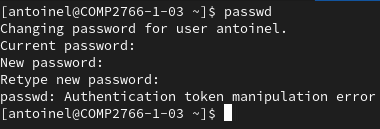 [antoinel@COMP2766-1-03 ~]$ passwd
Changing password for user antoinel.
Current password:
New password:
Retype new password:
passwd: Authentication token manipulation error
[antoinel@COMP2766-1-03 ~]$